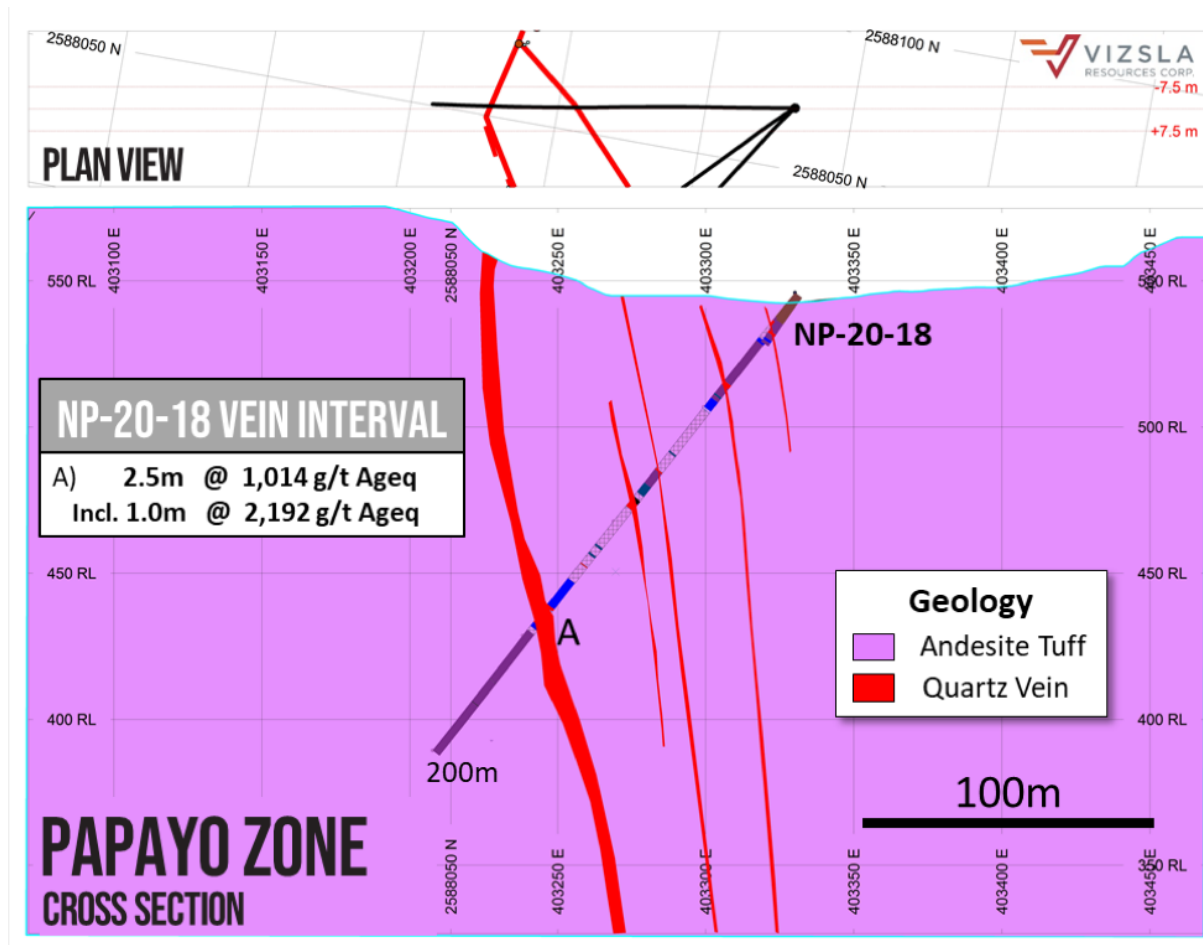 2588050 N
2588100 N
VIZSLA
RESOURCES CORP.
-7.5 m
+7.5 m
PLAN VIEW
2588050 N
403100 E
403150 E
403200 E
2588050 N
403250 E
403300 E
403350 E
403400 E
403450 E
550 RL
NP-20-18
NP-20-18 VEIN INTERVAL
A) 2.5m @ 1,014 g/t Ageq
Incl. 1.0m @ 2,192 g/t Ageq
500 RL
450 RL
450 RL
A
Geology
Andesite Tuff
Quartz Vein
400 RL
400 RL
200m
100m
PAPAYO ZONE
CROSS SECTION
2588050 N
403250 E
403300 E
403350 E
403400 E
403450 E
350 RL